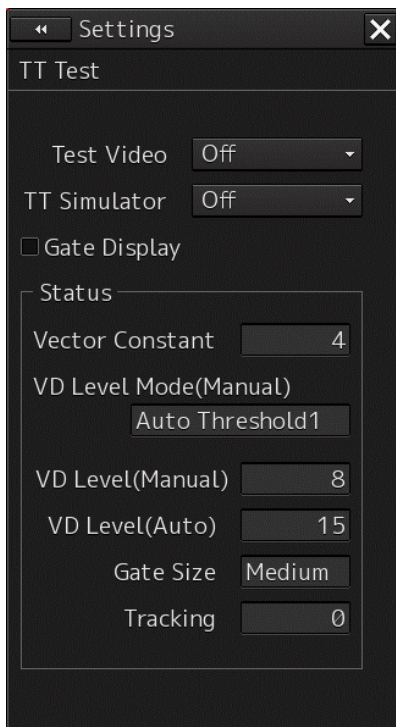 Settings
TT Test
Test Video Off
TT Simulator Off
Gate Display
Status
Vector Constant 4
VD Level Mode(Manual)
Auto Threshold1
VD Level(Manual) 8
VD Level(Auto) 15
Gate Size Medium
Tracking 0